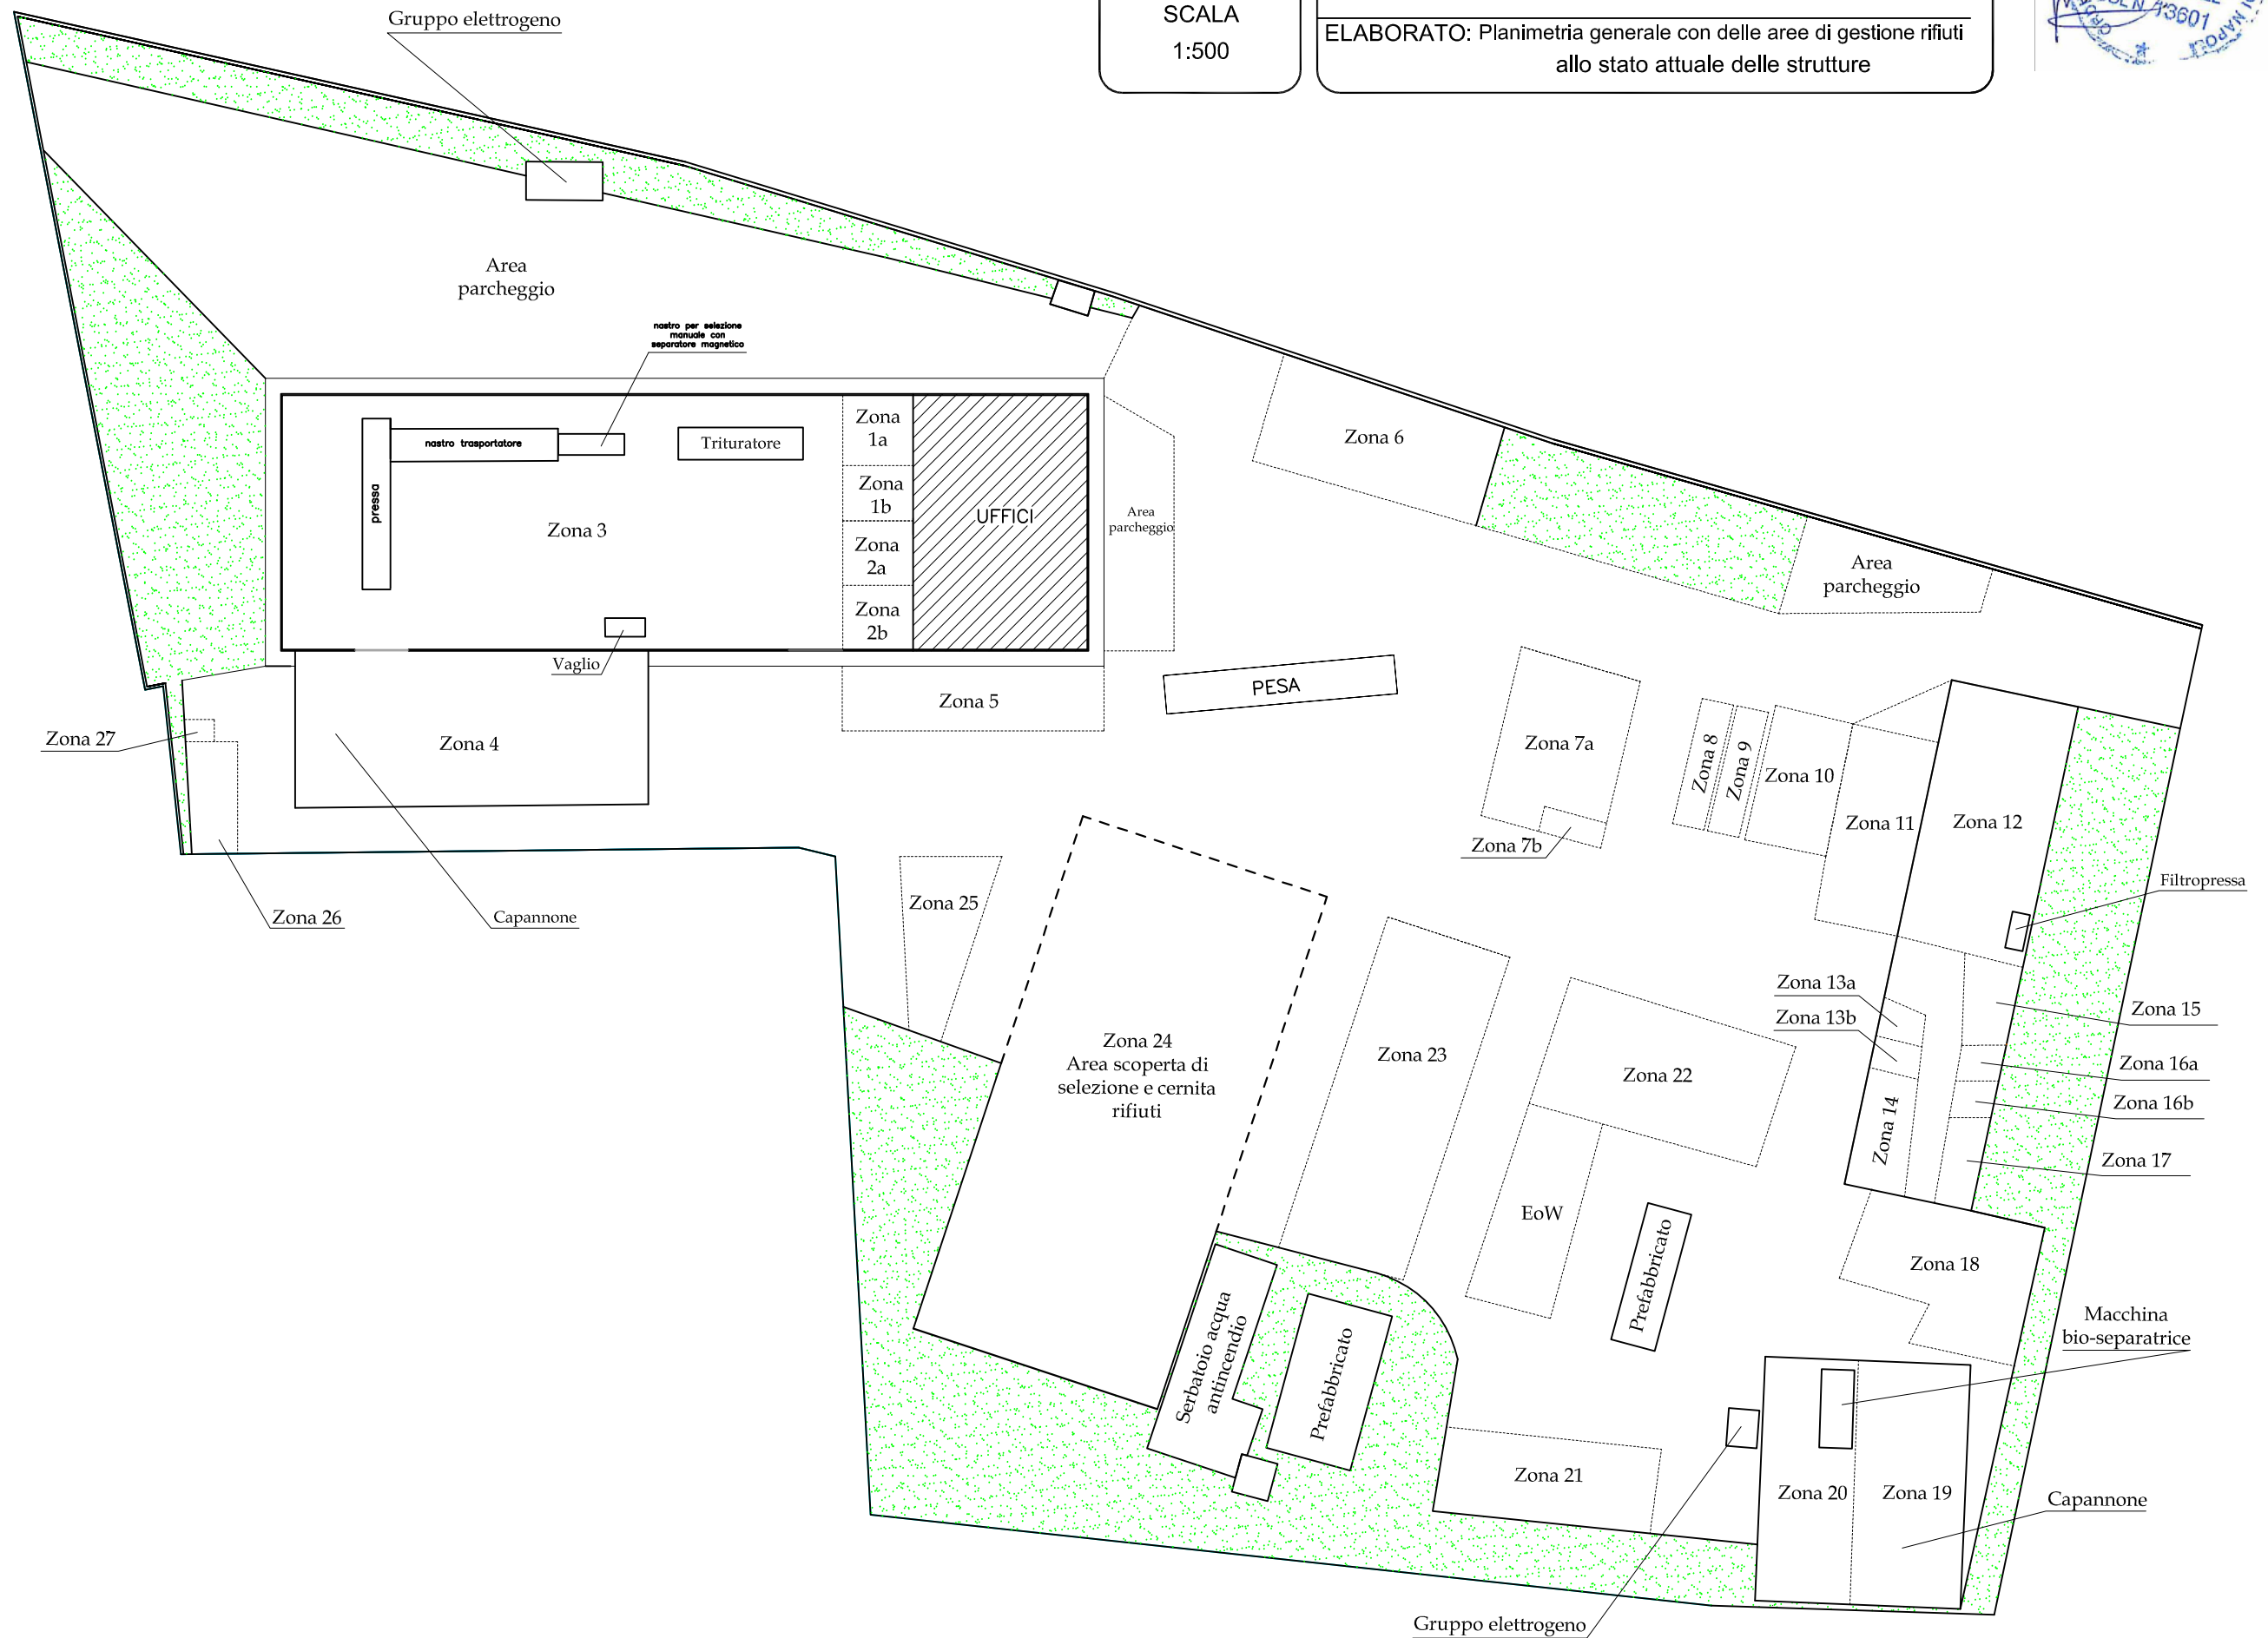 SCALA
1:500
ELABORATO: Planimetria generale con delle aree di gestione rifiuti
allo stato attuale delle strutture
13601
NAPOLI
Gruppo elettrogeno
Area
parcheggio
nastro per selezione
manuale con
separatore magnetico
nastro trasportatore
Trituratore
pressa
Zona 3
Vaglio
Zona
1a
Zona
1b
Zona
2a
Zona
2b
UFFICI
Area
parcheggio
Zona 6
Area
parcheggio
Zona 5
PESA
Zona 4
Zona 27
Zona 26
Capannone
Zona 7a
Zona 7b
Zona 8
Zona 9
Zona 10
Zona 11
Zona 12
Filtropressa
Zona 25
Zona 24
Area scoperta di
selezione e cernita
rifiuti
Zona 23
Zona 22
Zona 13a
Zona 13b
Zona 14
Zona 15
Zona 16a
Zona 16b
Zona 17
EoW
Prefabbricato
Zona 18
Serbatoio acqua
antincendio
Prefabbricato
Macchina
bio-separatrice
Zona 21
Zona 20
Zona 19
Capannone
Gruppo elettrogeno